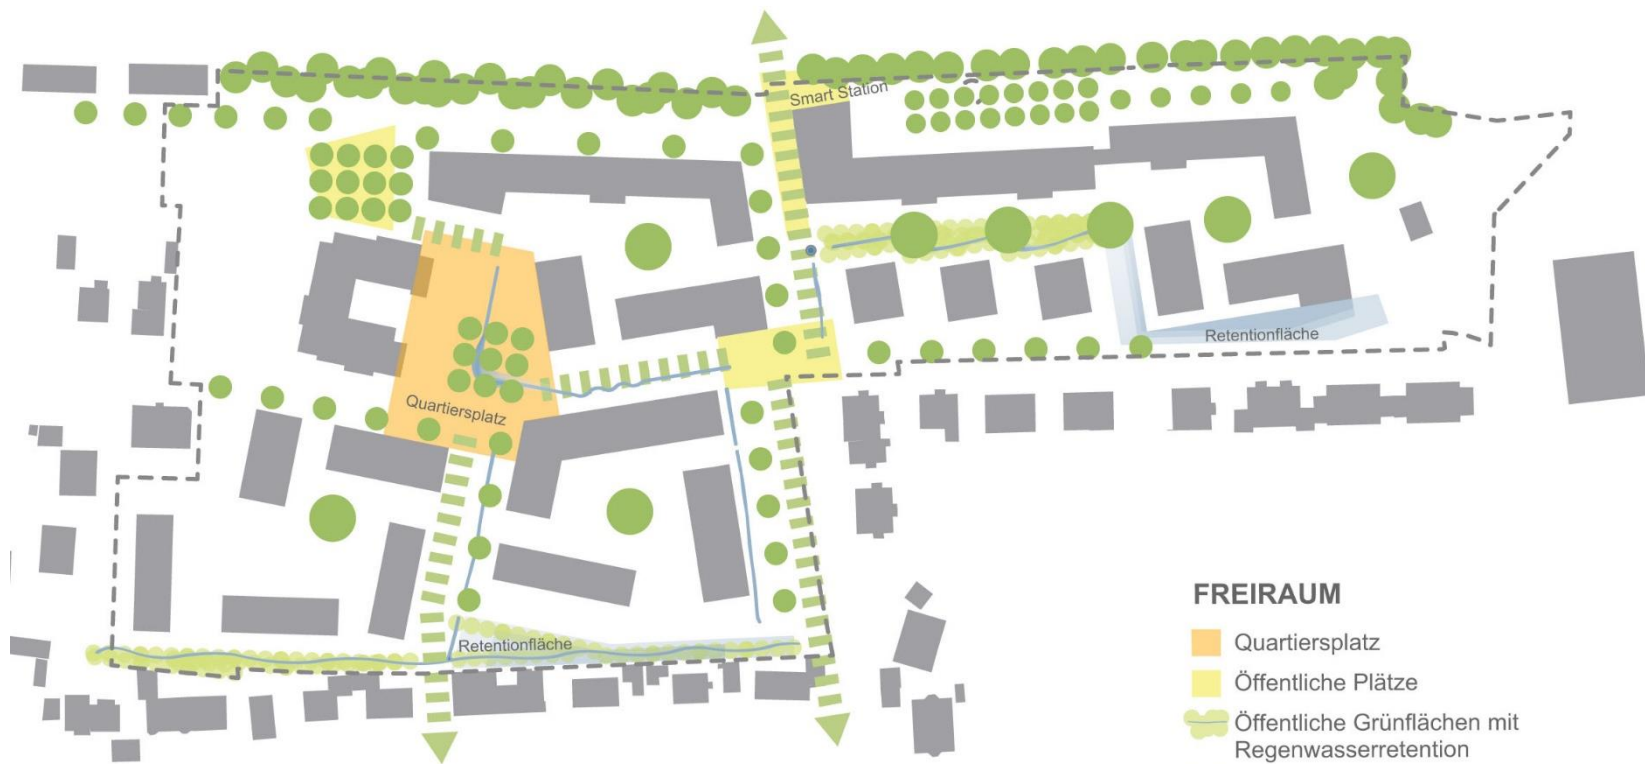 Smart Station
Retentionfläche
Quartiersplatz
Retentionfläche
FREIRAUM
Quartiersplatz
Öffentliche Plätze
Öffentliche Grünflächen mit
Regenwasserretention